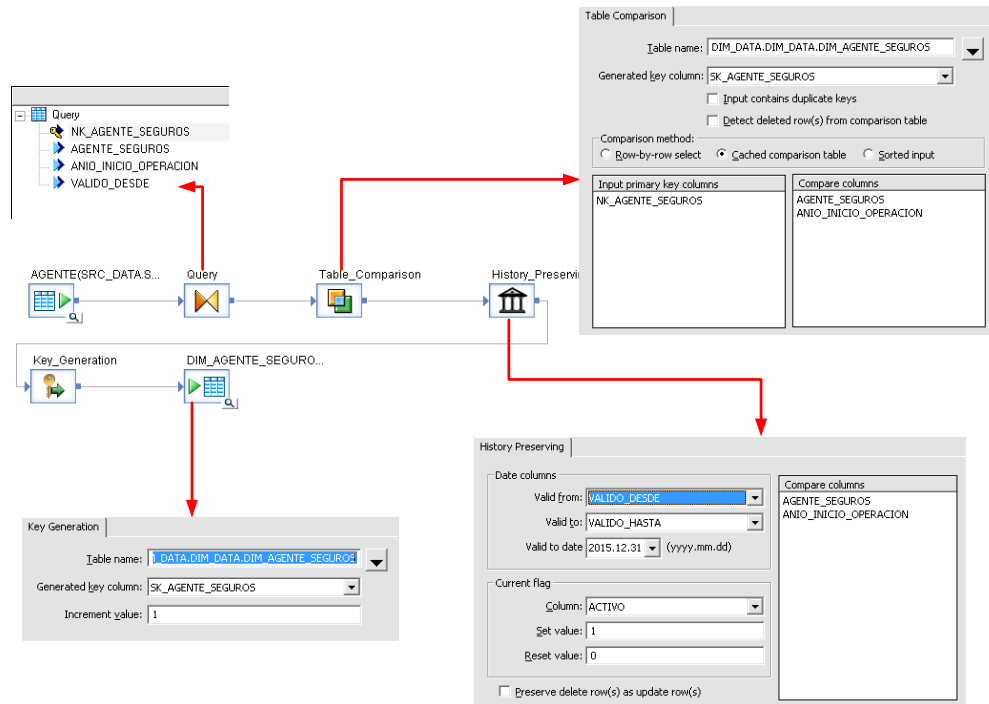 Table Comparison
Table name: DIM_DATA.DIM_DATA.DIM_AGENTE_SEGUROS
Generated key column: SK_AGENTE_SEGUROS
Input contains duplicate keys
Detect deleted row(s) from comparison table
Comparison method:
Row-by-row select Cached comparison table Sorted input
Input primary key columns
NK_AGENTE_SEGUROS
Compare columns
AGENTE_SEGUROS
ANIO_INICIO_OPERACION
Query
NK_AGENTE_SEGUROS
AGENTE_SEGUROS
ANIO_INICIO_OPERACION
VALIDO_DESDE
AGENTE(SRC_DATA.S...
Query
Table_Comparison
History_Preservi
Key_Generation
DIM_AGENTE_SEGURO...
History Preserving
Date columns
Valid from: VALIDO_DESDE
Valid to: VALIDO_HASTA
Valid to date 2015.12.31 (yyyy.mm.dd)
Current flag
Column: ACTIVO
Set value: 1
Reset value: 0
Preserve delete row(s) as update row(s)
Compare columns
AGENTE_SEGUROS
ANIO_INICIO_OPERACION
Key Generation
Table name: _DATA.DIM_DATA.DIM_AGENTE_SEGUROS
Generated key column: SK_AGENTE_SEGUROS
Increment value: 1